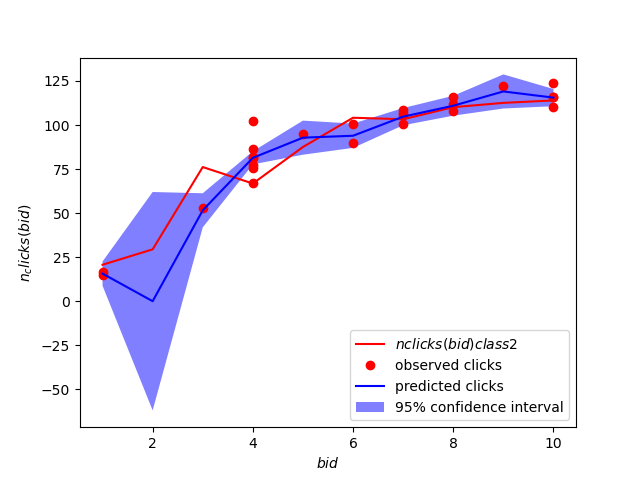 125
100
75
50
25
0
−25
−50
n_clicks(bid)
2
4
6
8
10
bid
nclicks(bid)class2
observed clicks
predicted clicks
95% confidence interval